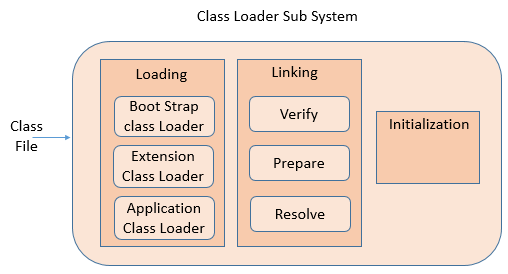 Class Loader Sub System
Class
File
Loading
Boot Strap
class Loader
Extension
Class Loader
Application
Class Loader
Linking
Verify
Prepare
Resolve
Initialization